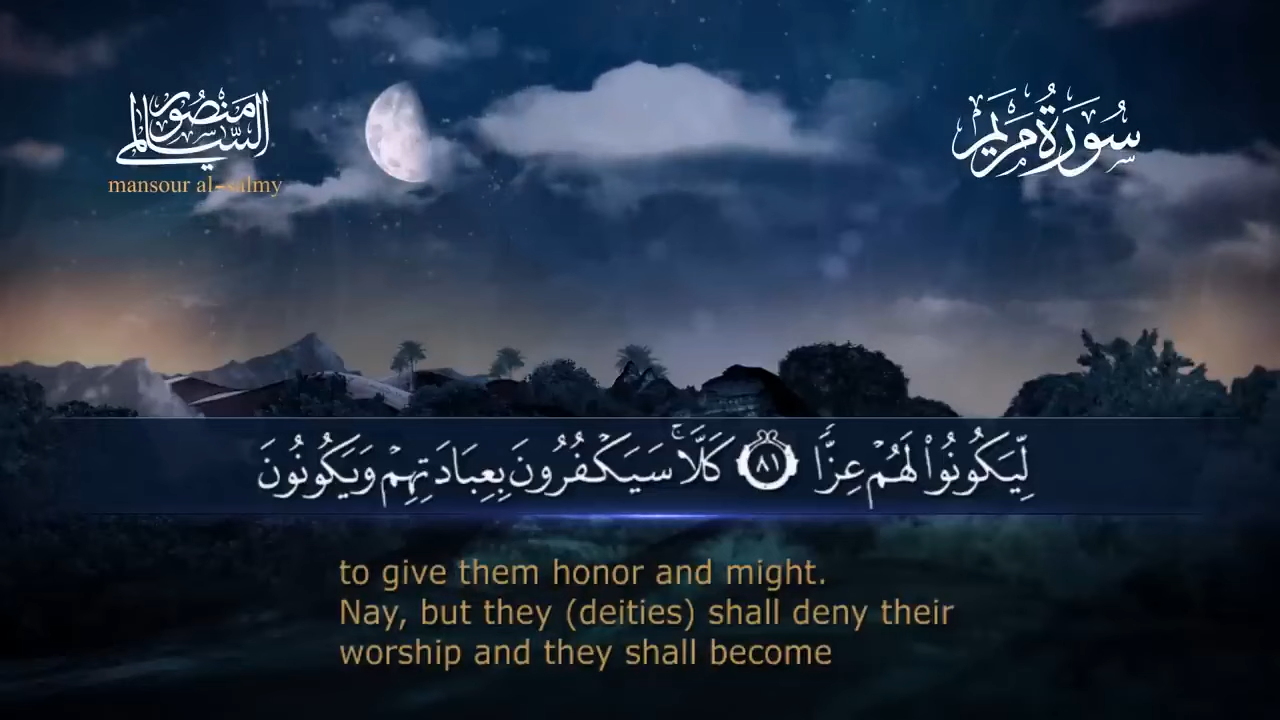 منصور السالمي
mansour al-salmy
سُورَةُ مَرْيَم
لِّيَكُونُوا۟ لَهُمْ عِزًّا ٨١ كَلَّا ۚ سَيَكْفُرُونَ بِعِبَادَتِهِمْ وَيَكُونُونَ
to give them honor and might.
Nay, but they (deities) shall deny their
worship and they shall become